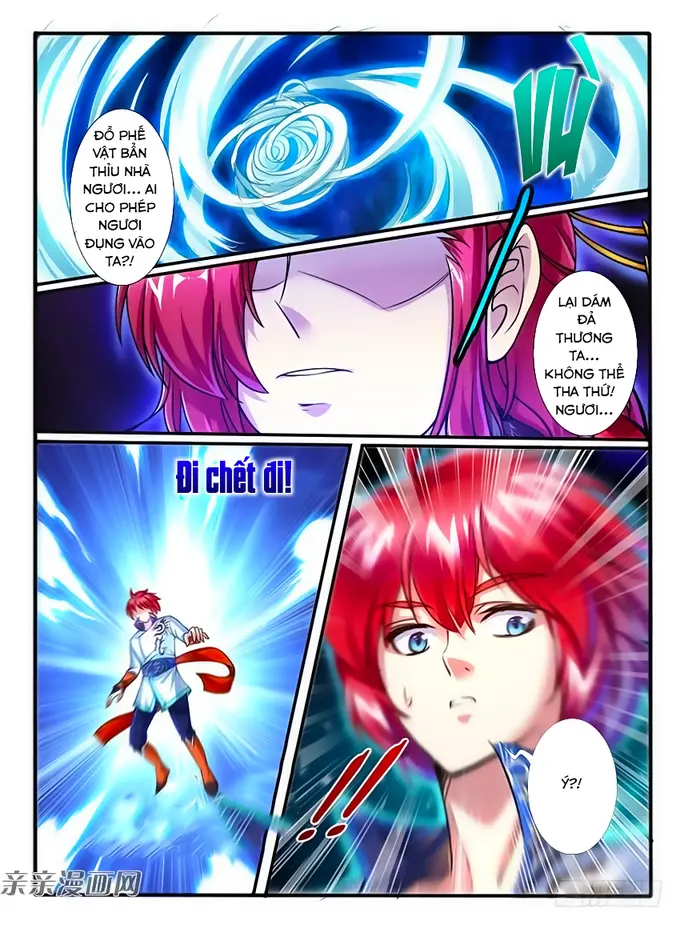 VÙ
ĐỒ PHẾ
VẬT BẨN
THỈU NHÀ
NGƯƠI... AI
CHO PHÉP
NGƯƠI
ĐỤNG VÀO
TA?!
LẠI DÁM
ĐẢ
THƯƠNG
TA...
KHÔNG THỂ
THA THỨ!
NGƯƠI...
Đi chết đi!
!!
Ý?!
亲亲漫画网